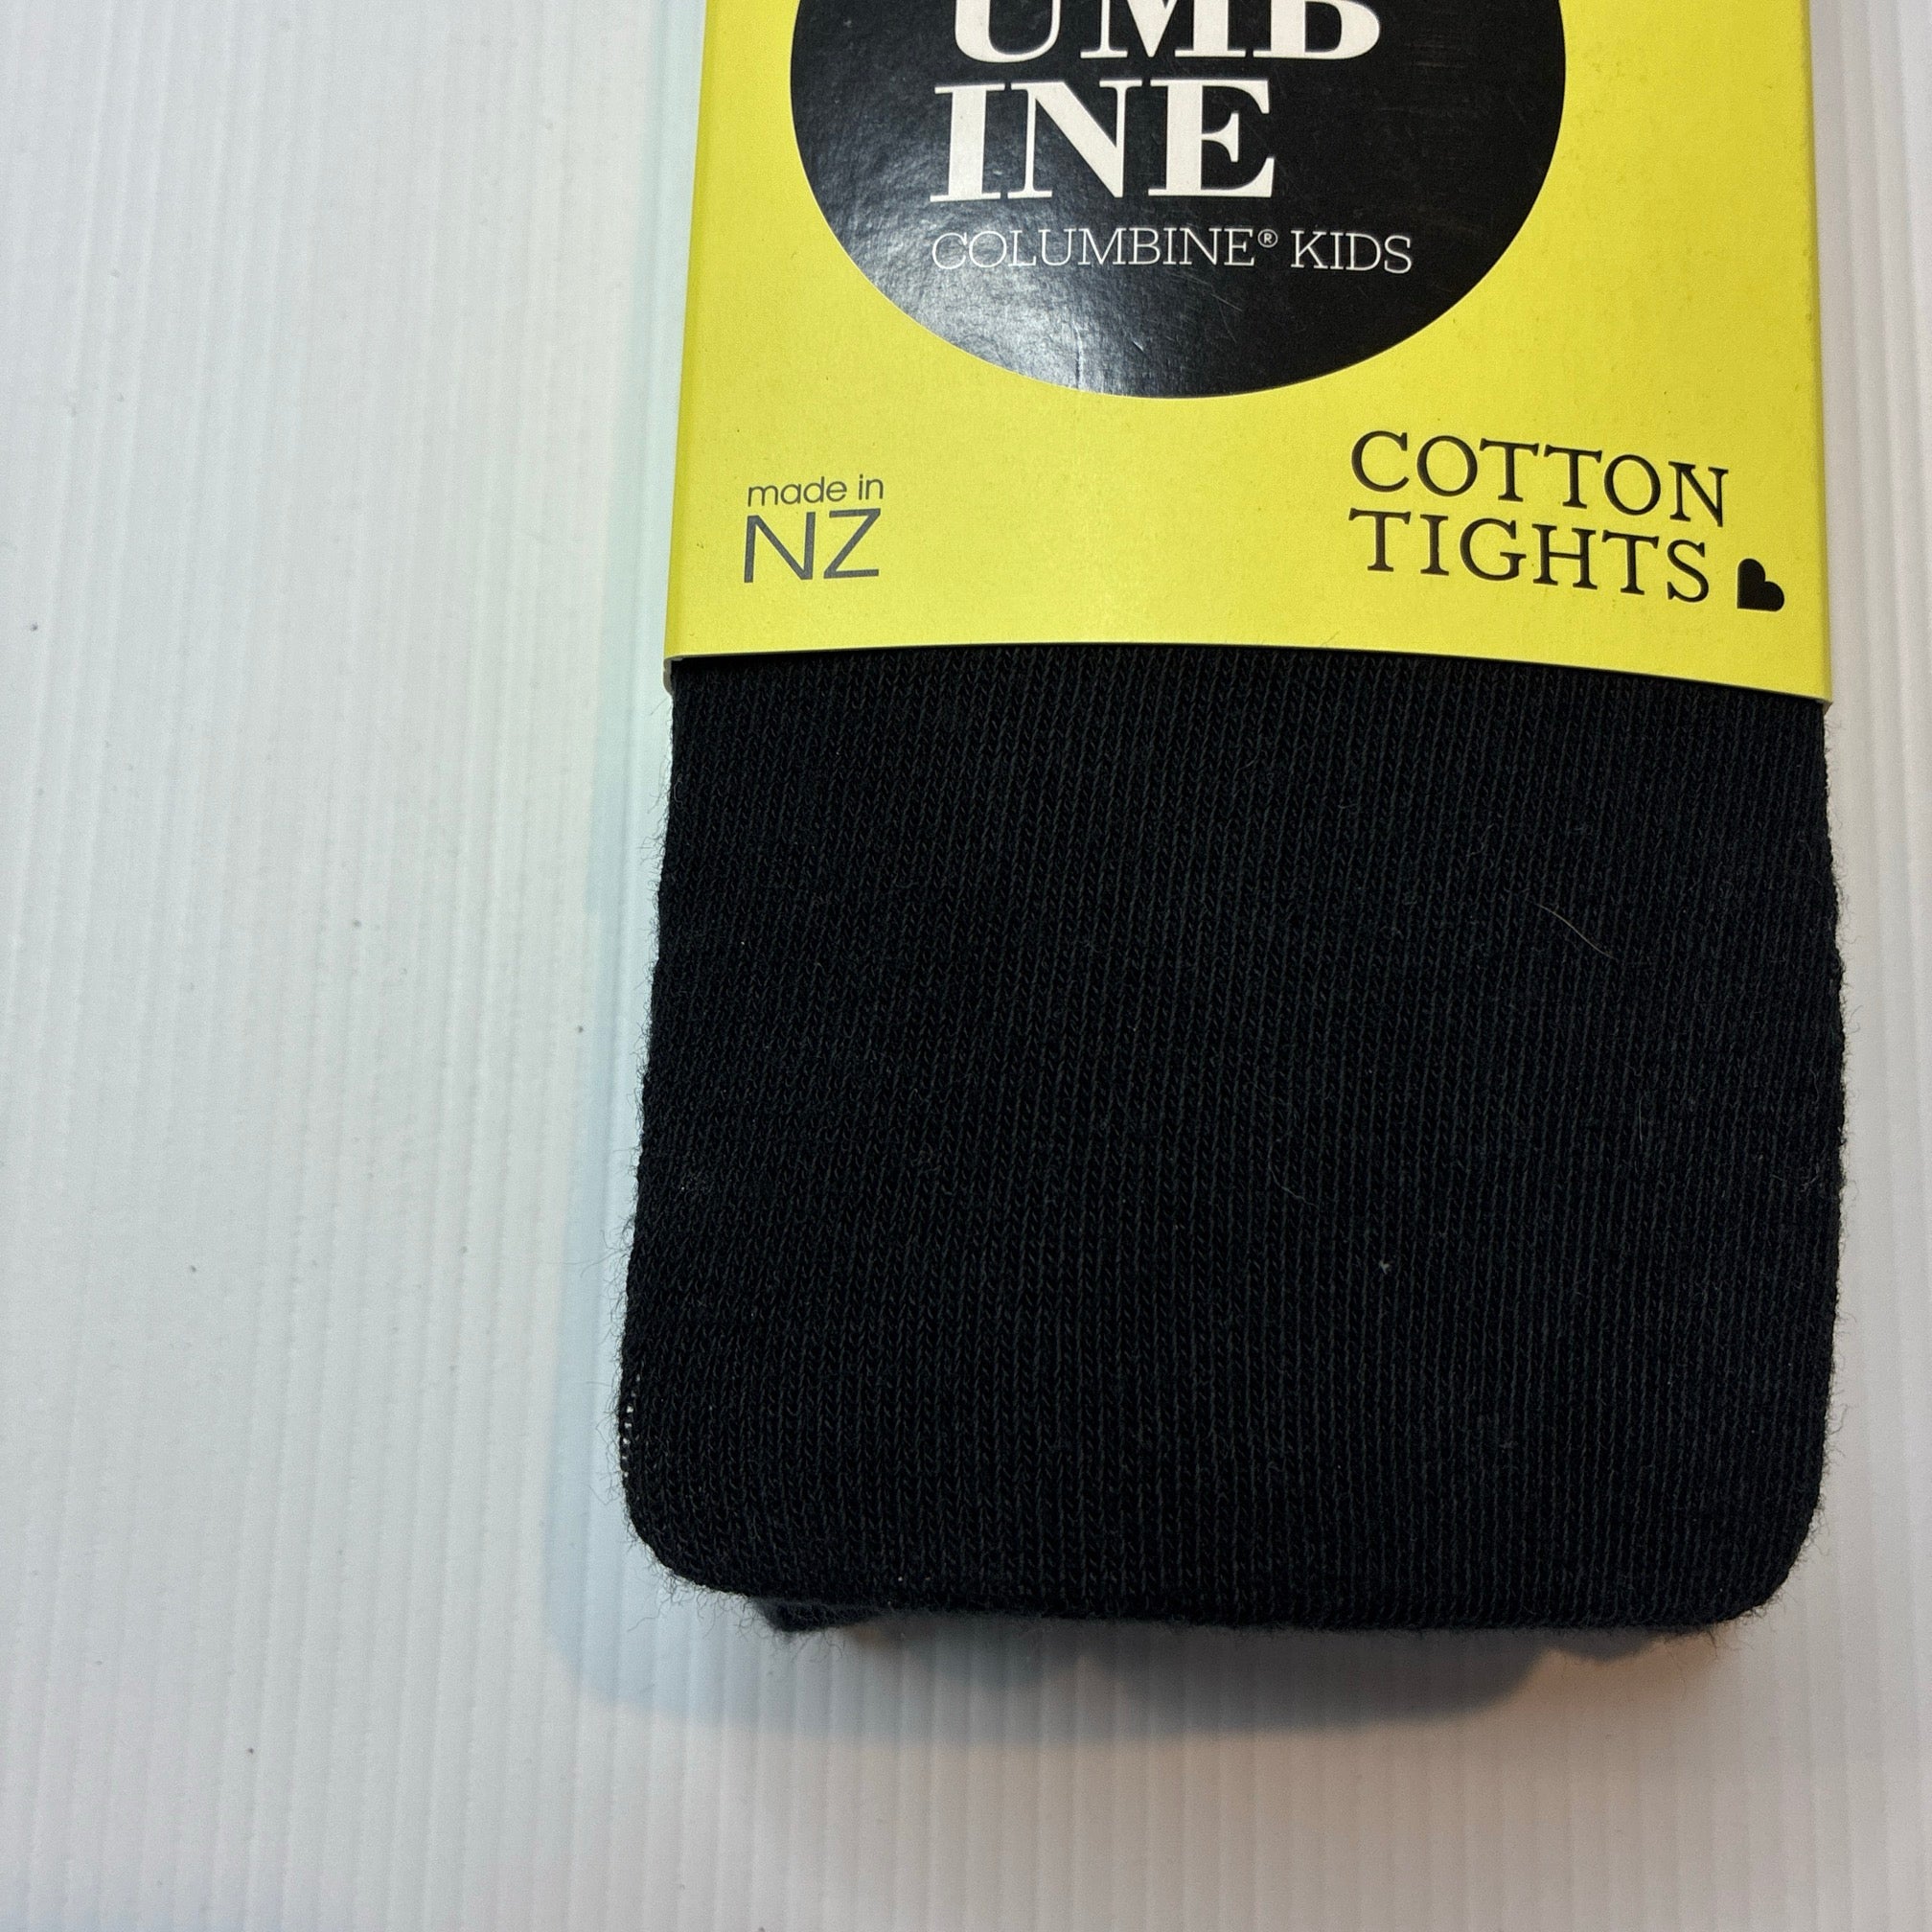 UMB
INE
COLUMBINE® KIDS
made in
NZ
COTTON
TIGHTS